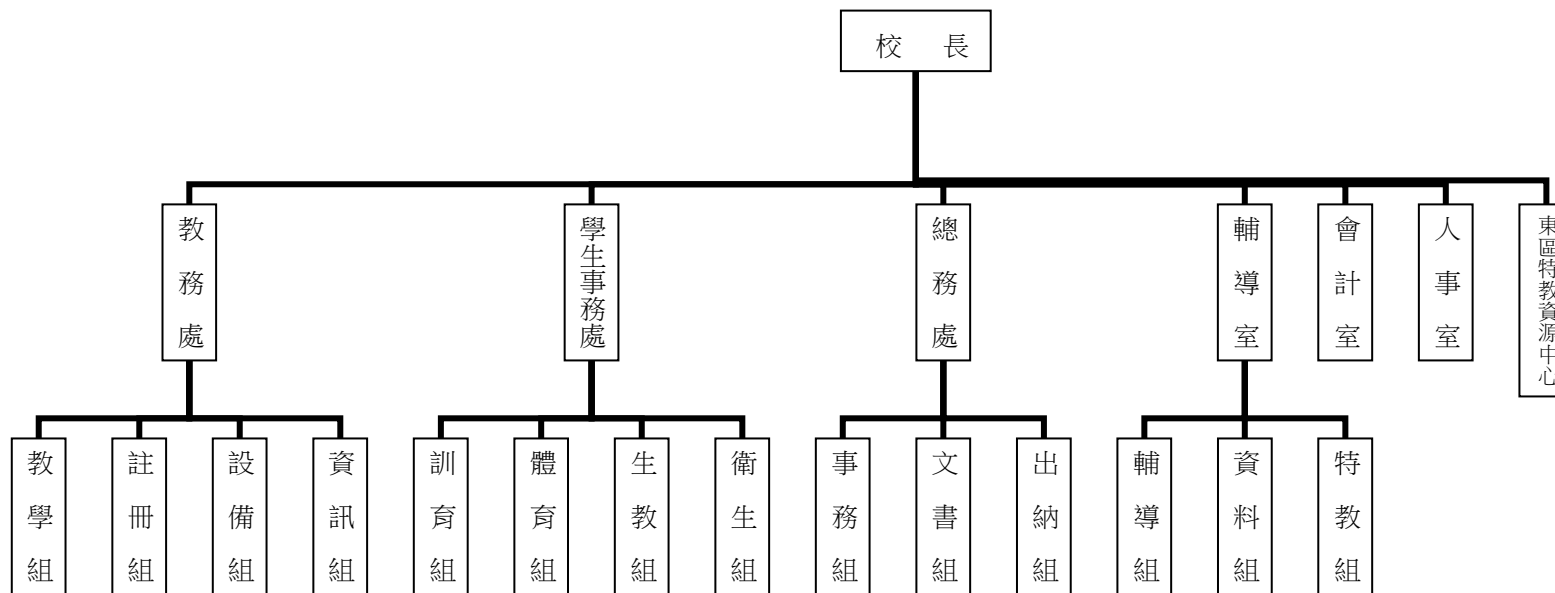 校長
教務處
學生事務處
總務處
輔導室
會計室
人事室
東區特教資源中心
教學組
註冊組
設備組
資訊組
訓育組
體育組
生教組
衛生組
事務組
文書組
出納組
輔導組
資料組
特教組